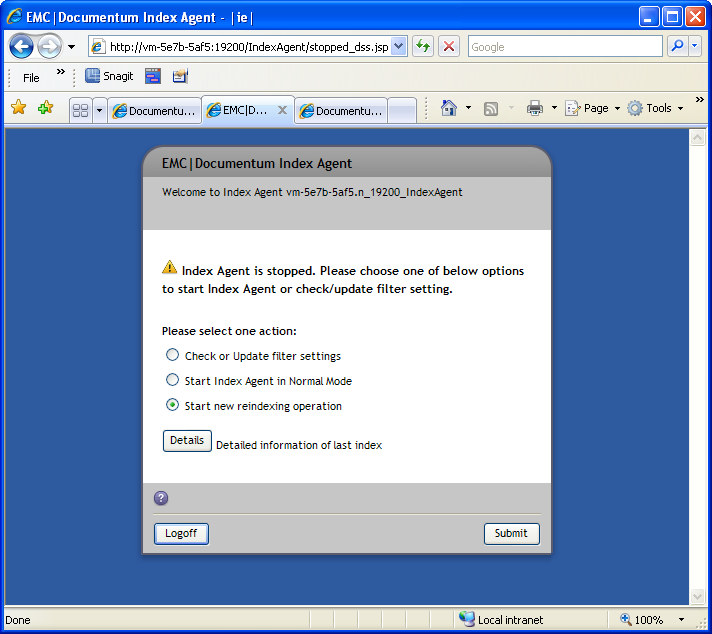 EMC|Documentum Index Agent - |ie|
http://vm-5e7b-5af5:19200/IndexAgent/stopped_dss.jsp
Google
File
»
Snagit
Documentu...
EMC|D...
Documentu...
Page
Tools
»
EMC|Documentum Index Agent
Welcome to Index Agent vm-5e7b-5af5.n_19200_IndexAgent
Index Agent is stopped. Please choose one of below options
to start Index Agent or check/update filter setting.
Please select one action:
Check or Update filter settings
Start Index Agent in Normal Mode
Start new reindexing operation
Details
Detailed information of last index
?
Logoff
Submit
Done
Local intranet
100%